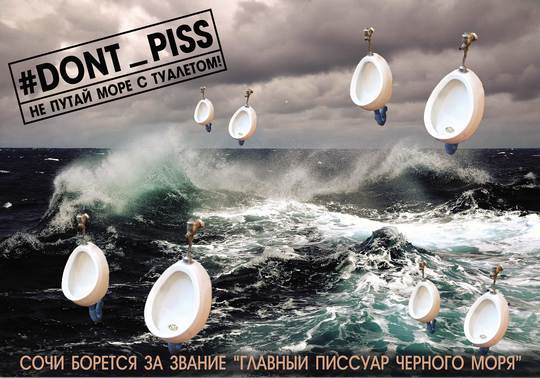 #DONT_PISS
НЕ ПУТАЙ МОРЕ С ТУАЛЕТОМ!
СОЧИ БОРЕТСЯ ЗА ЗВАНИЕ "ГЛАВНЫЙ ПИССУАР ЧЕРНОГО МОРЯ"